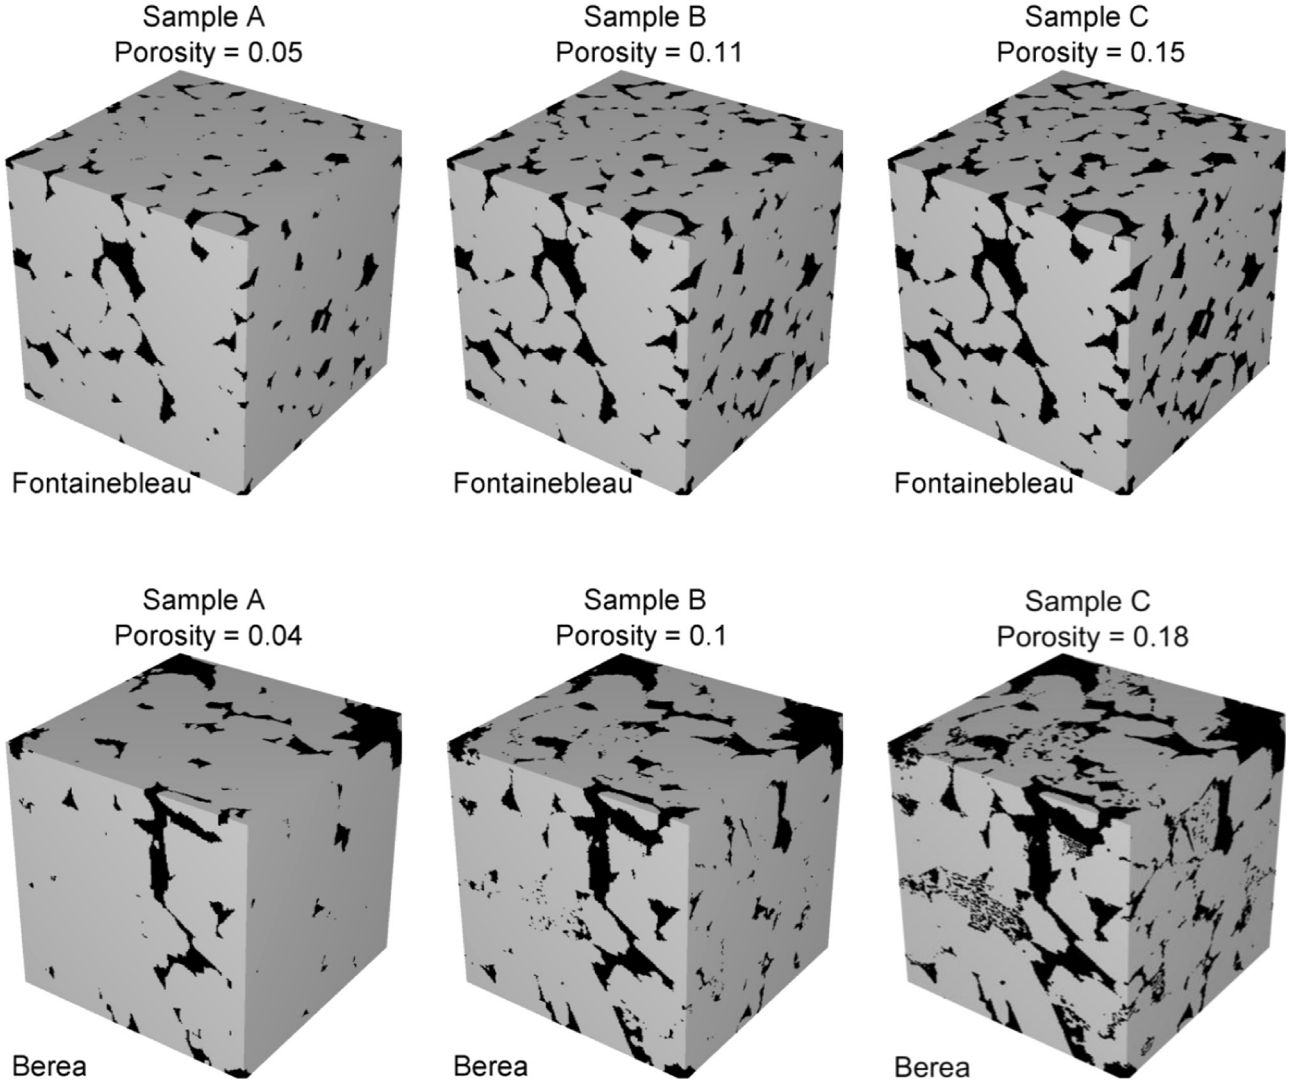 Sample A
Porosity = 0.05
Sample B
Porosity = 0.11
Sample C
Porosity = 0.15
Fontainebleau
Fontainebleau
Fontainebleau
Sample A
Porosity = 0.04
Sample B
Porosity = 0.1
Sample C
Porosity = 0.18
Berea
Berea
Berea